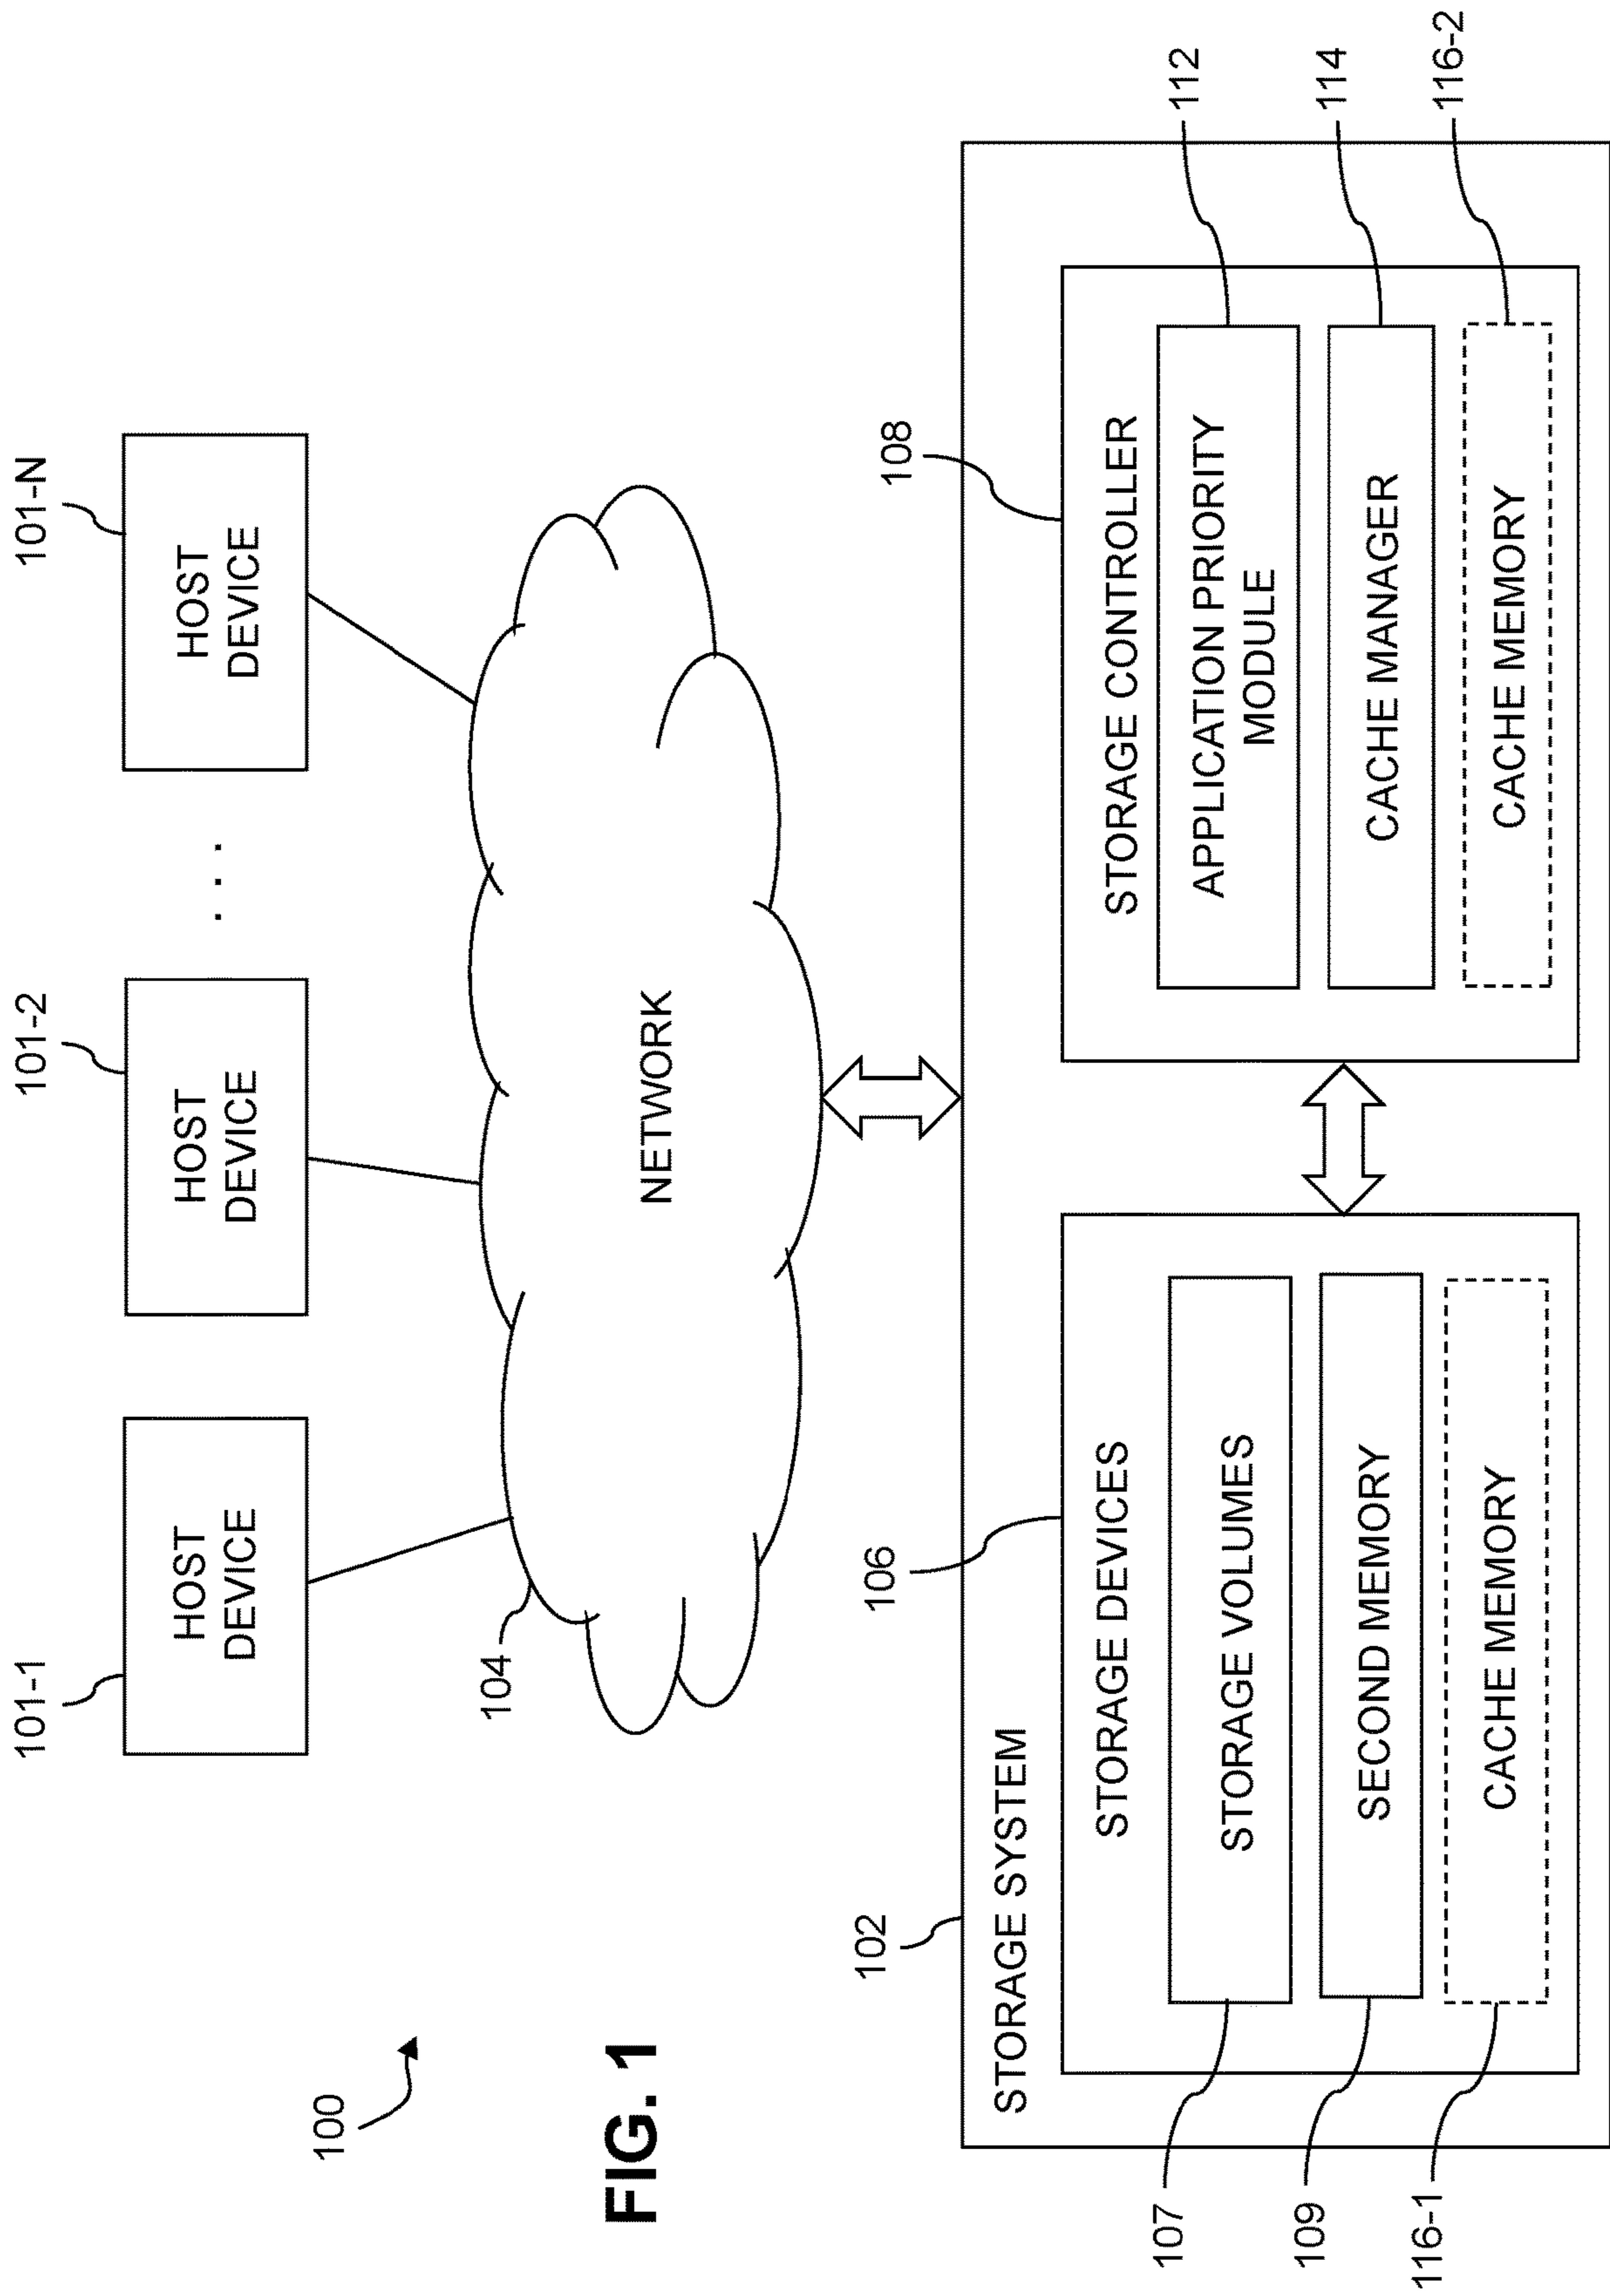 101-1
101-2
101-N
HOST
DEVICE
HOST
DEVICE
. . .
HOST
DEVICE
104
NETWORK
100
FIG. 1
102
STORAGE SYSTEM
106
STORAGE DEVICES
107
STORAGE VOLUMES
109
SECOND MEMORY
116-1
CACHE MEMORY
108
STORAGE CONTROLLER
APPLICATION PRIORITY
MODULE
112
CACHE MANAGER
114
CACHE MEMORY
116-2